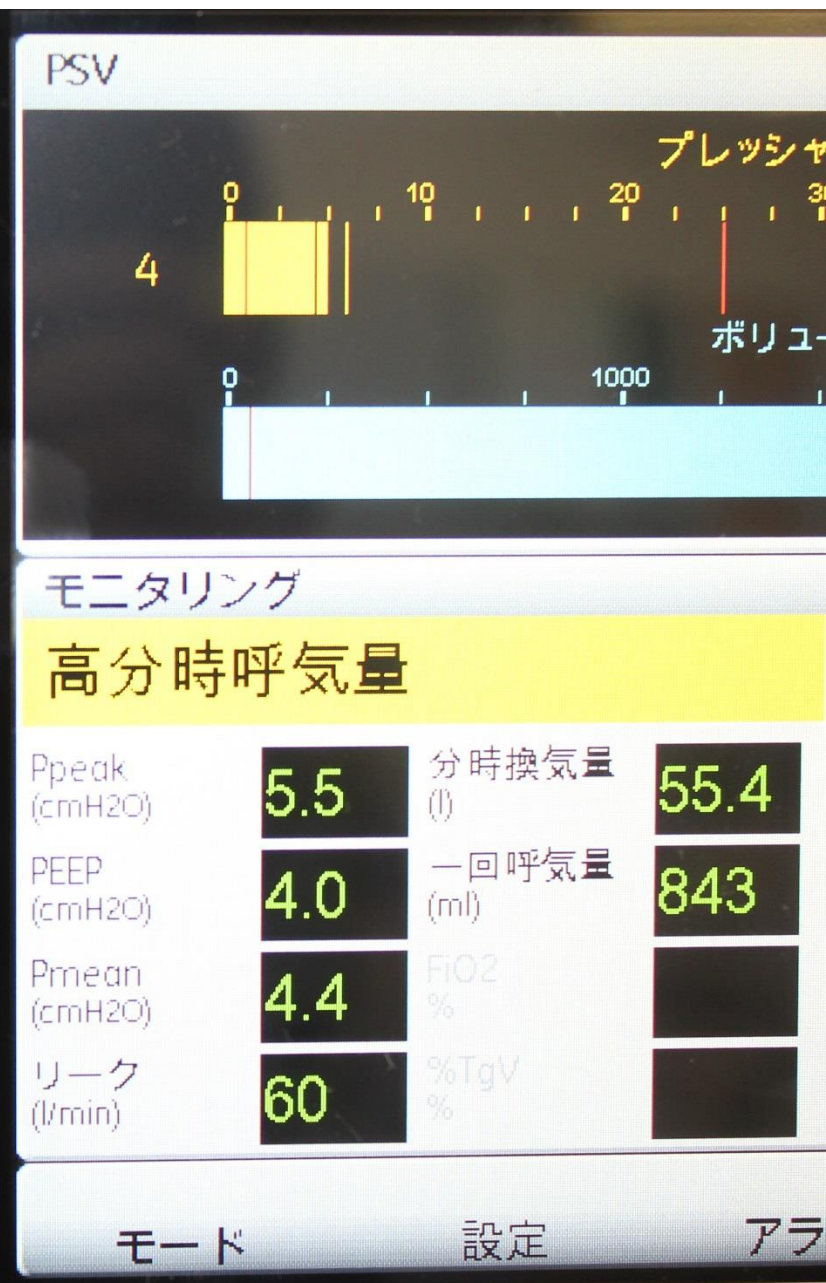 PSV
プレッシャ
0 10 20 30
4
ボリュー
0 1000
モニタリング
高分時呼気量
Ppeak (cmH2O) 5.5 分時換気量 (l) 55.4
PEEP (cmH2O) 4.0 一回呼気量 (ml) 843
Pmean (cmH2O) 4.4 FiO2 %
リーク (l/min) 60 %TgV %
モード 設定 アラ